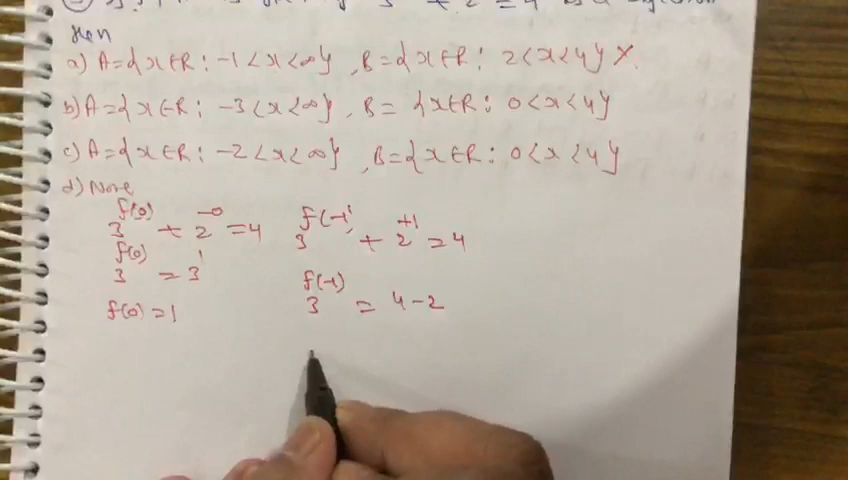 then
a) A={x∈R: -1<x<∞}, B={x∈R: 2<x<4} ×.
b) A={x∈R: -3<x<∞}, B= {x∈R: 0<x<4}
c) A={x∈R: -2<x<∞}, B={x∈R: 0<x<4}
d) None
3^f(0) + 2^-0 = 4
3^f(0) = 3^1
f(0) = 1
3^f(-1) + 2^+1 = 4
3^f(-1) = 4-2